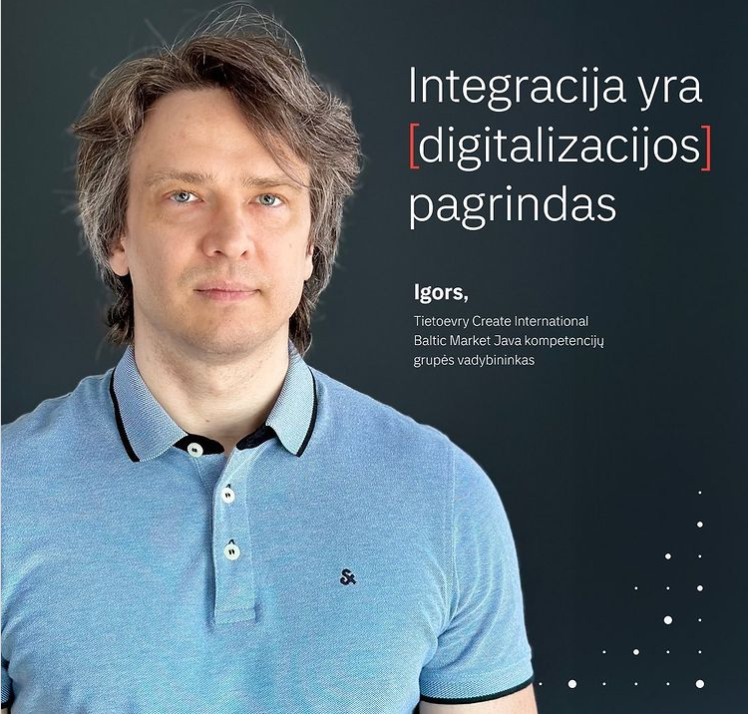 Integracija yra
[digitalizacijos]
pagrindas
Igors,
Tietoevry Create International
Baltic Market Java kompetencijų
grupės vadybininkas